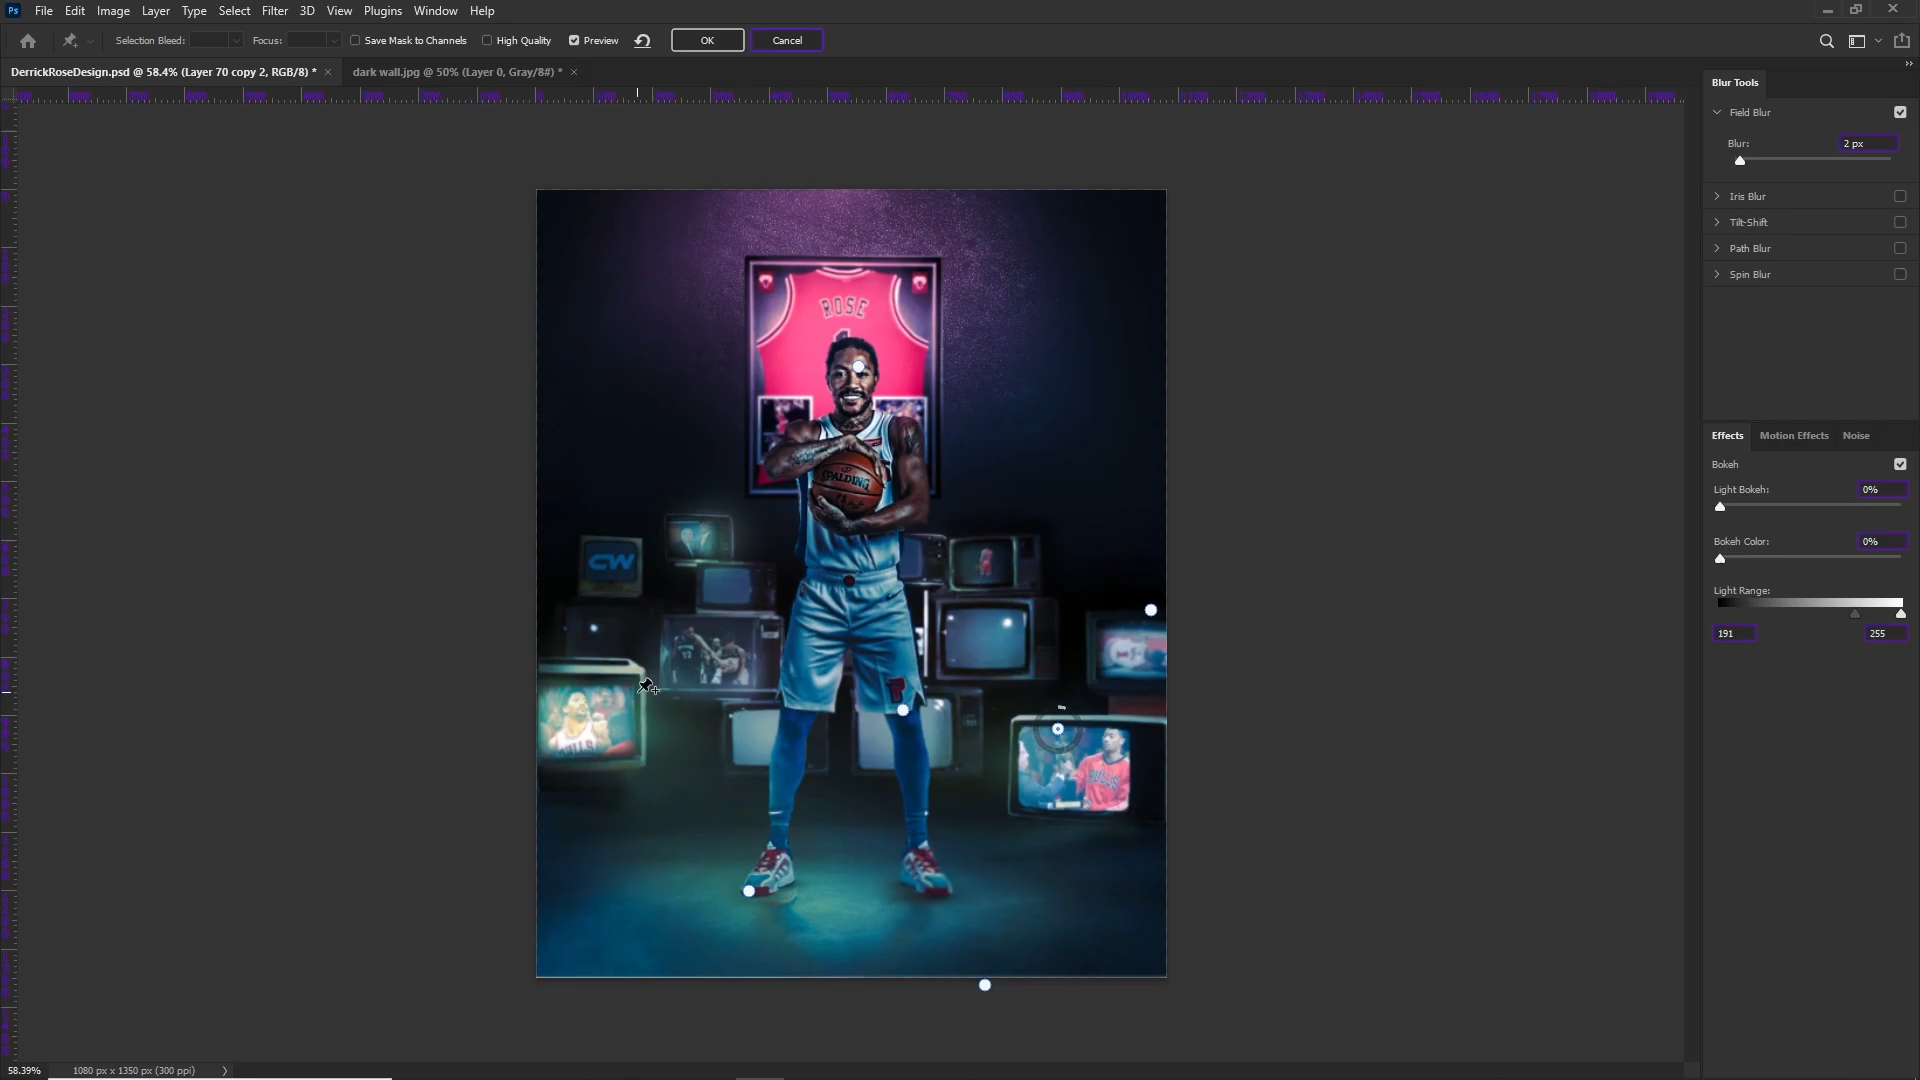 Ps File Edit Image Layer Type Select Filter 3D View Plugins Window Help
Selection Bleed: Focus: Save Mask to Channels High Quality Preview OK Cancel
DerrickRoseDesign.psd @ 58.4% (Layer 70 copy 2, RGB/8) * × dark wall.jpg @ 50% (Layer 0, Gray/8#) * ×
Blur Tools
Field Blur
Blur: 2 px
Iris Blur
Tilt-Shift
Path Blur
Spin Blur
Effects Motion Effects Noise
Bokeh
Light Bokeh: 0%
Bokeh Color: 0%
Light Range:
191 255
ROSE
SPALDING
CW
BULLS
BULLS
58.39% 1080 px x 1350 px (300 ppi)